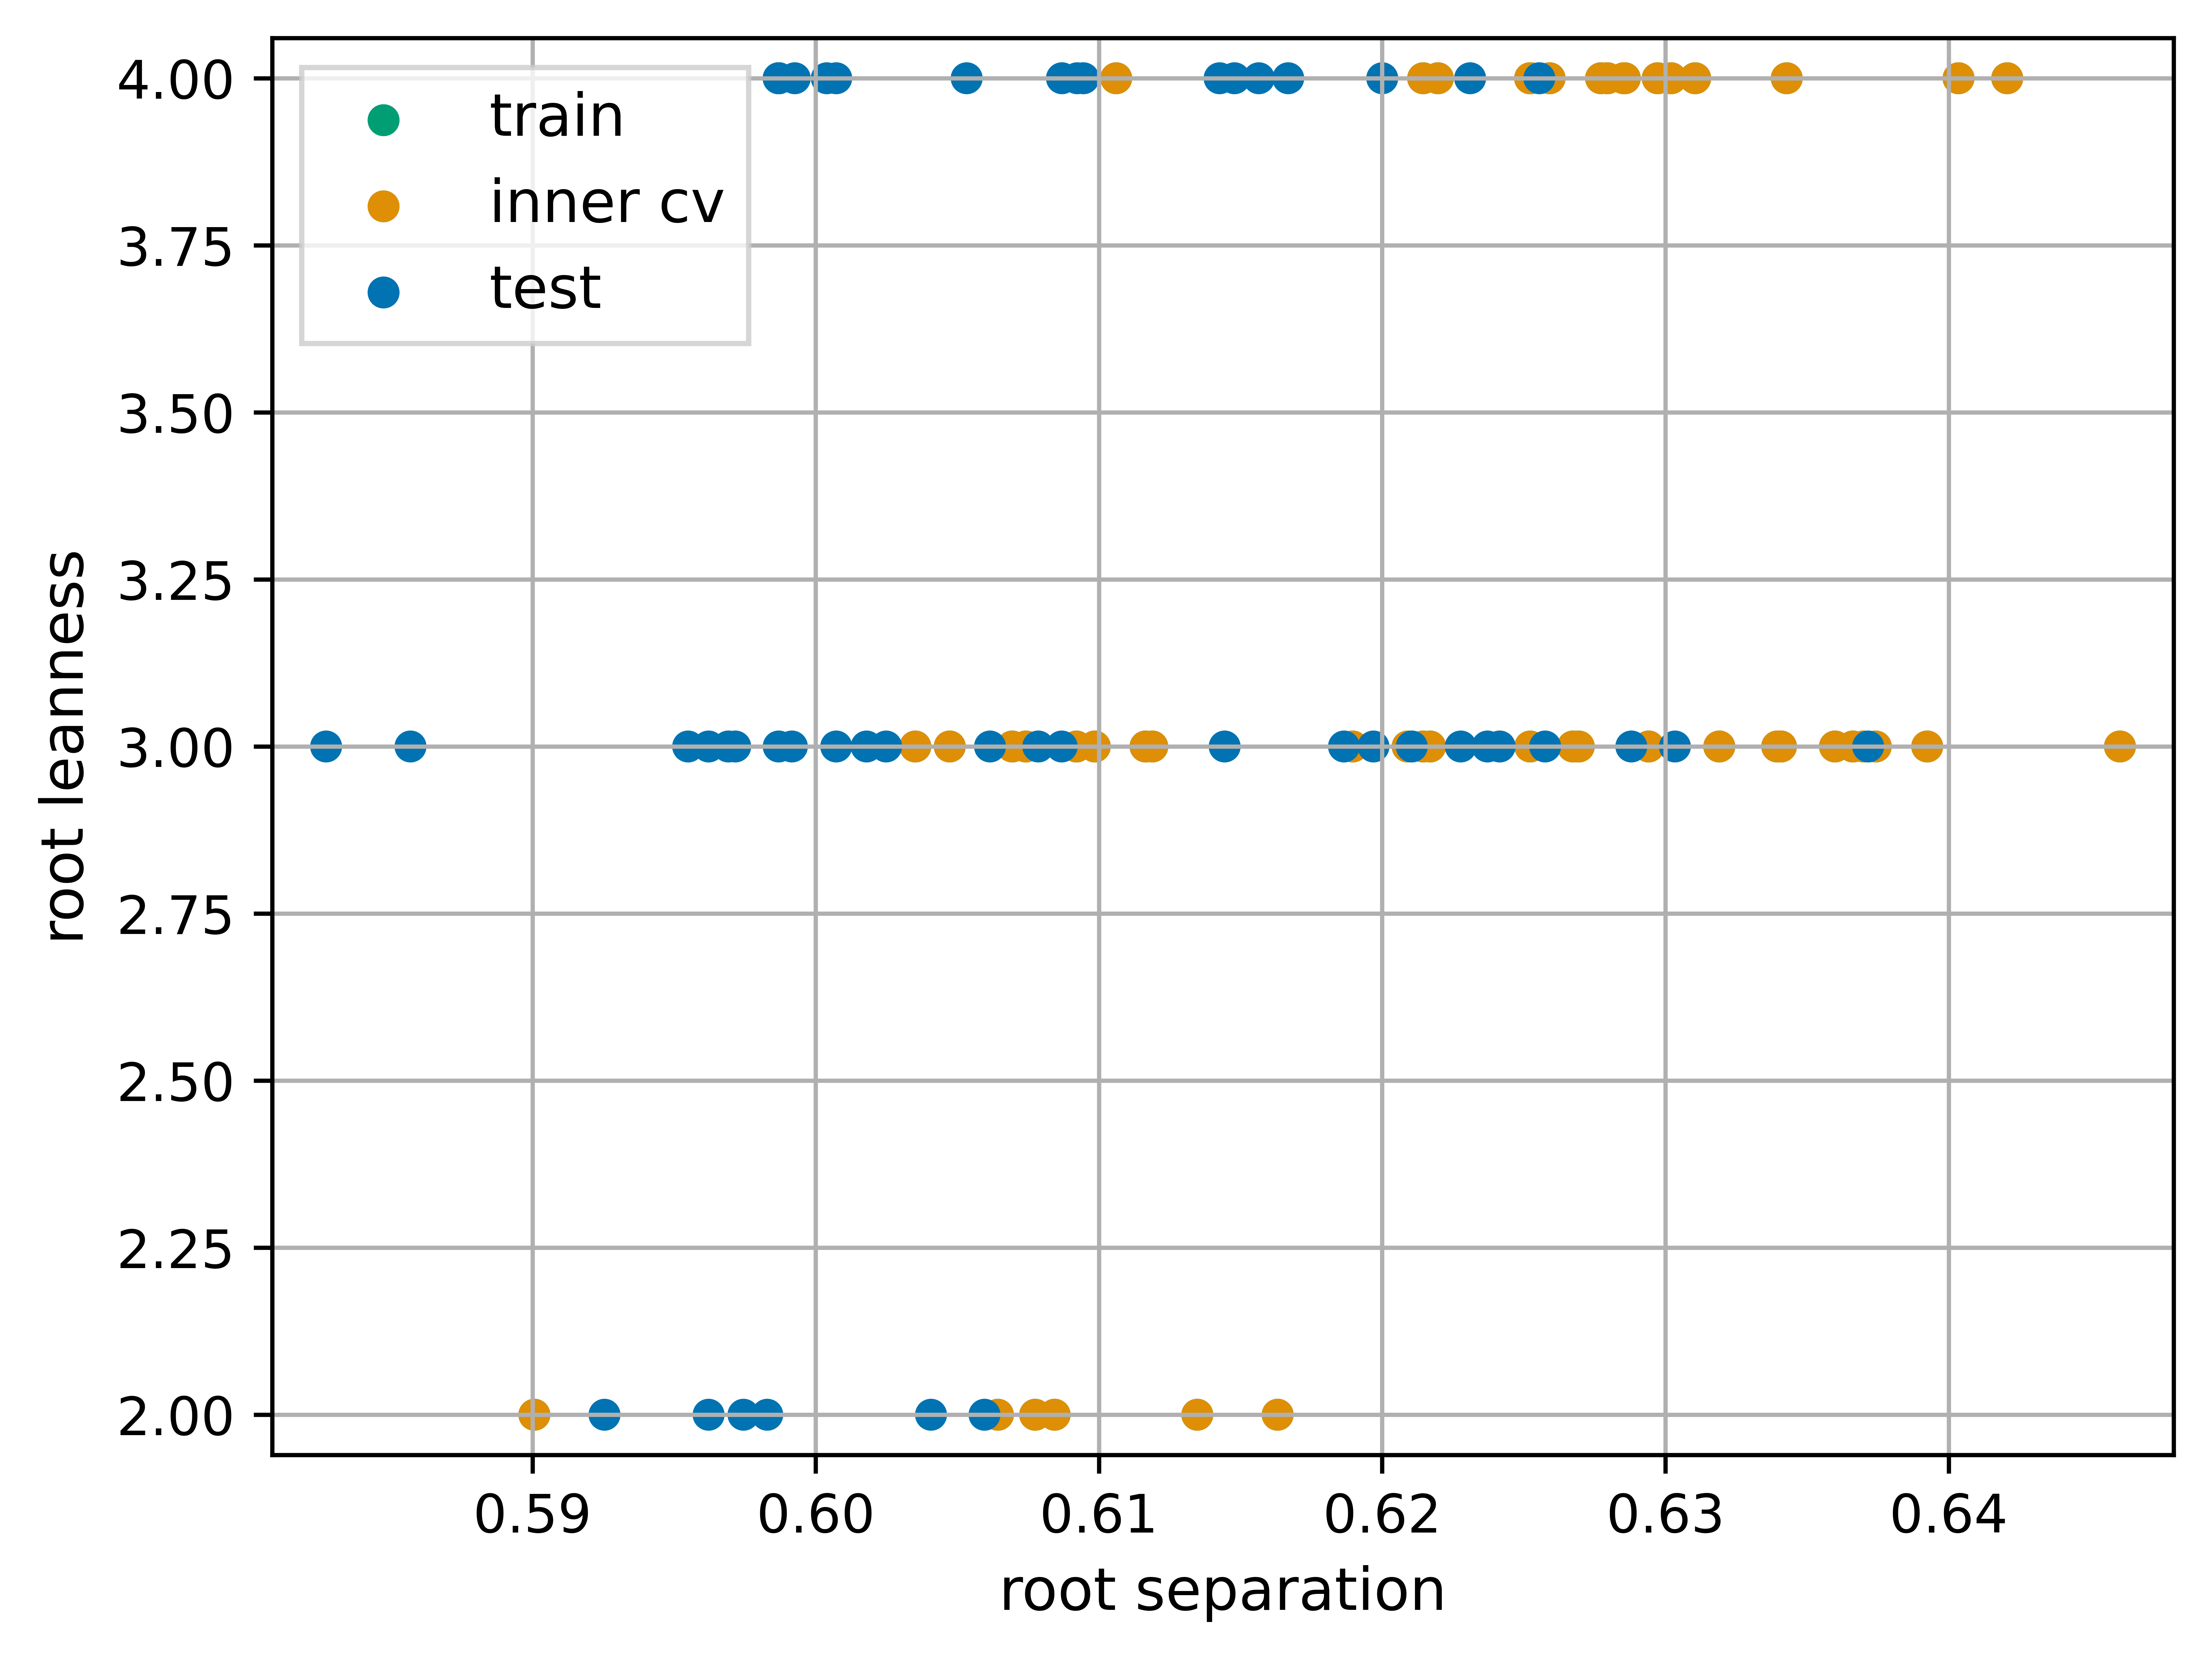 4.00
3.75
3.50
3.25
3.00
2.75
2.50
2.25
2.00
root leanness
train
inner cv
test
0.59 0.60 0.61 0.62 0.63 0.64
root separation